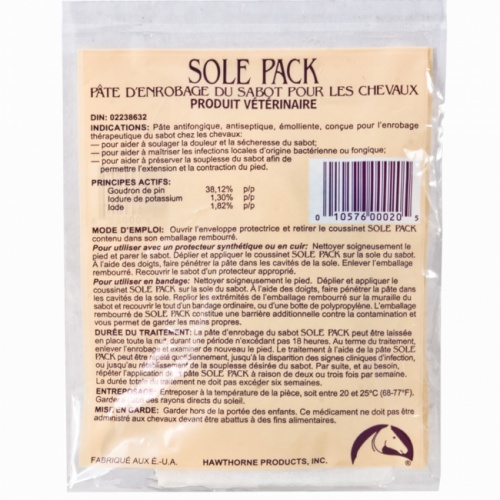 SOLE PACK
PÂTE D'ENROBAGE DU SABOT POUR LES CHEVAUX
PRODUIT VÉTÉRINAIRE
DIN: 02238632
INDICATIONS: Pâte antifongique, antiseptique, émolliente, conçue pour l'enrobage
thérapeutique du sabot chez les chevaux:
— pour aider à soulager la douleur et la sécheresse du sabot;
— pour aider à maîtriser les infections locales d'origine bactérienne ou fongique;
— pour aider à préserver la souplesse du sabot afin de
permettre l'extension et la contraction du pied.
PRINCIPES ACTIFS:
Goudron de pin 38,12% p/p
Iodure de potassium 1,30% p/p
Iode 1,82% p/p
0 10576 00020 5
MODE D'EMPLOI: Ouvrir l'enveloppe protectrice et retirer le coussinet SOLE PACK
contenu dans son emballage rembourré.
Pour utiliser avec un protecteur synthétique ou en cuir: Nettoyer soigneusement le
pied et parer le sabot. Déplier et appliquer le coussinet SOLE PACK sur la sole du sabot.
À l'aide des doigts, faire pénétrer la pâte dans les cavités de la sole. Enlever l'emballage
rembourré. Recouvrir le sabot d'un protecteur approprié.
Pour utiliser en bandage: Nettoyer soigneusement le pied. Déplier et appliquer le
coussinet SOLE PACK sur la sole du sabot. À l'aide des doigts, faire pénétrer la pâte dans
les cavités de la sole. Replier les extrémités de l'emballage rembourré sur la muraille du
sabot et recouvrir le tout d'un bandage ordinaire, ou d'une botte de polypropylène. L'emballage
rembourré de SOLE PACK constitue une barrière additionnelle contre la contamination et
vous permet de garder les mains propres.
DURÉE DU TRAITEMENT: La pâte d'enrobage du sabot SOLE PACK peut être laissée
en place toute la nuit durant une période n'excédant pas 18 heures. Au terme du traitement,
enlever l'enrobage et examiner de nouveau le pied. Le traitement à l'aide de la pâte SOLE
PACK peut être répété quotidiennement, jusqu'à la disparition des signes cliniques d'infection,
ou jusqu'au rétablissement de la souplesse désirée du sabot. Par suite, et au besoin,
répéter l'application de la pâte SOLE PACK à raison de deux ou trois fois par semaine.
La durée totale du traitement ne doit pas excéder six semaines.
ENTREPOSAGE: Entreposer à température de la pièce, soit entre 20 et 25°C (68-77°F).
Garder à l'abri des rayons directs du soleil.
MISE EN GARDE: Garder hors de la portée des enfants. Ce médicament ne doit pas être
administré aux chevaux devant être abattus à des fins alimentaires.
FABRIQUÉ AUX É.-U.A. HAWTHORNE PRODUCTS, INC. ®